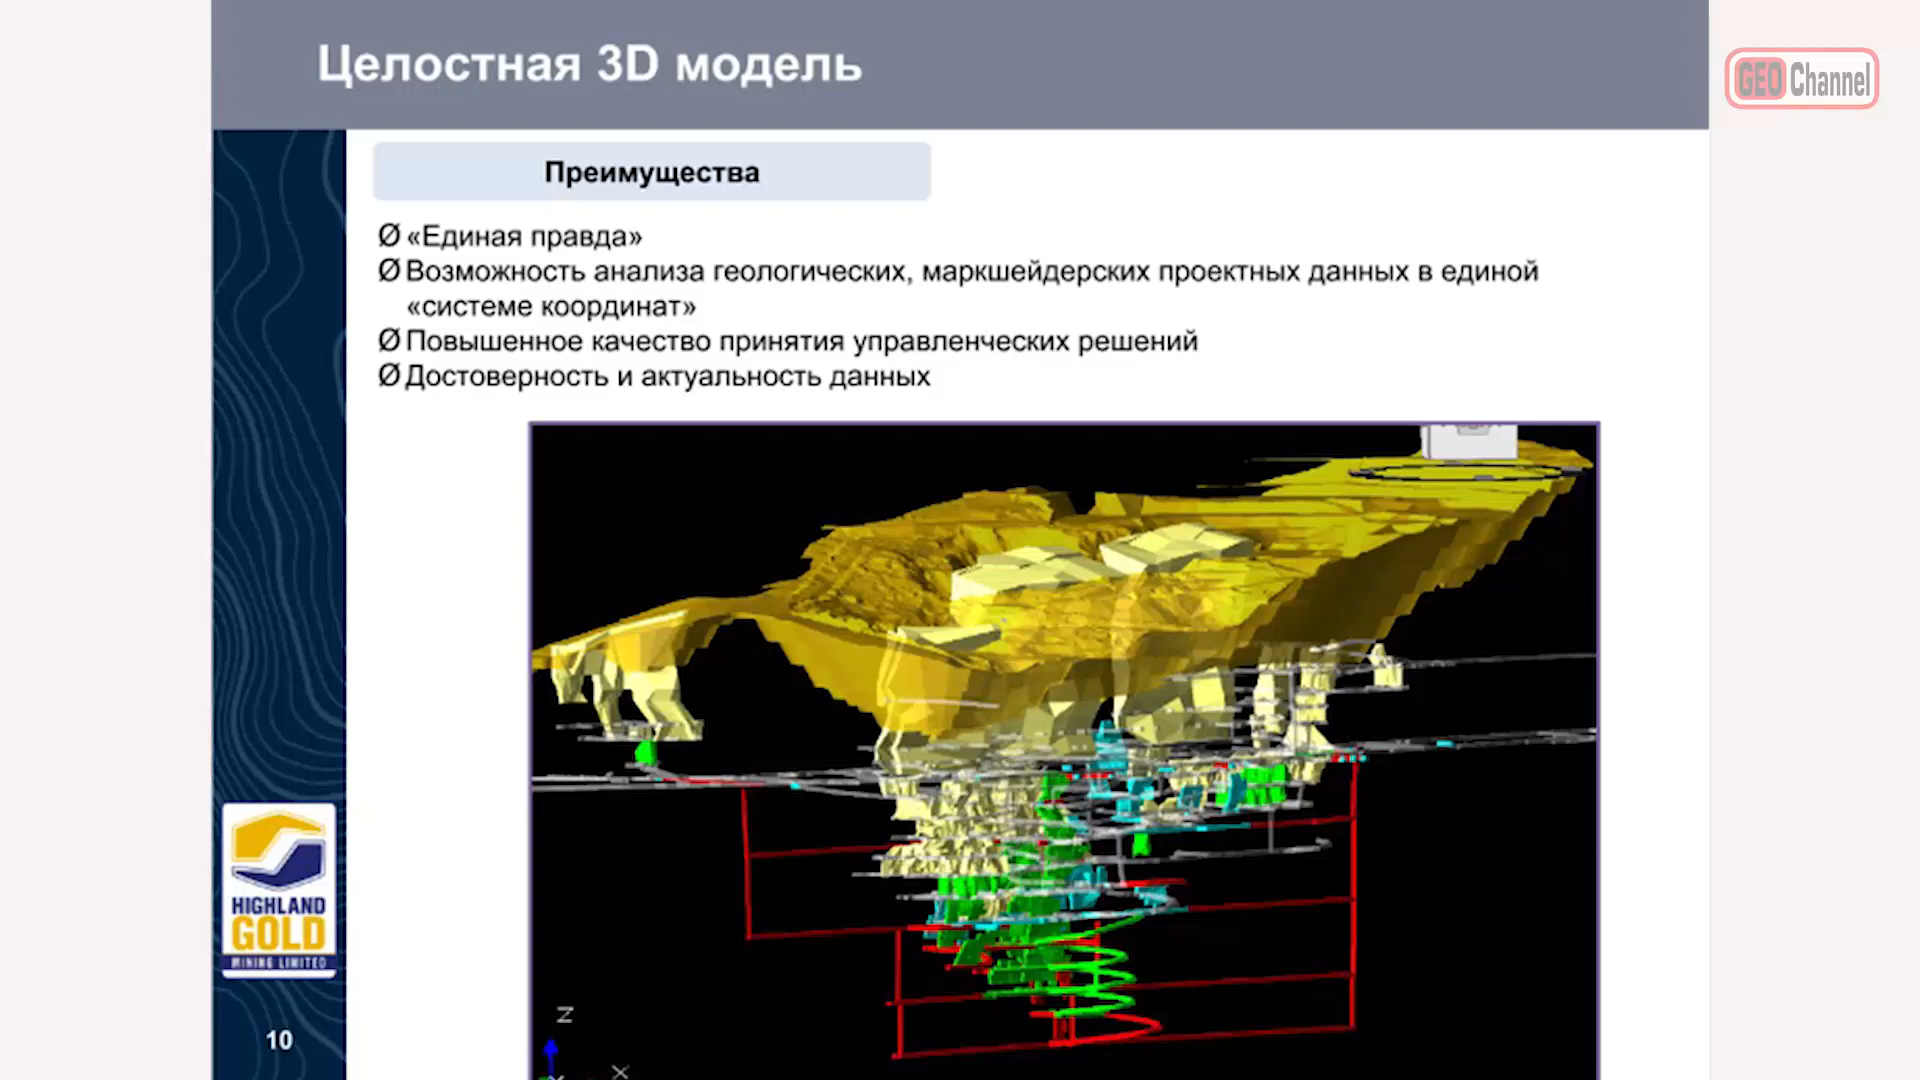 Целостная 3D модель
GEO Channel
Преимущества
Ø «Единая правда»
Ø Возможность анализа геологических, маркшейдерских проектных данных в единой
«системе координат»
Ø Повышенное качество принятия управленческих решений
Ø Достоверность и актуальность данных
HIGHLAND
GOLD
MINING LIMITED
10
Z
X